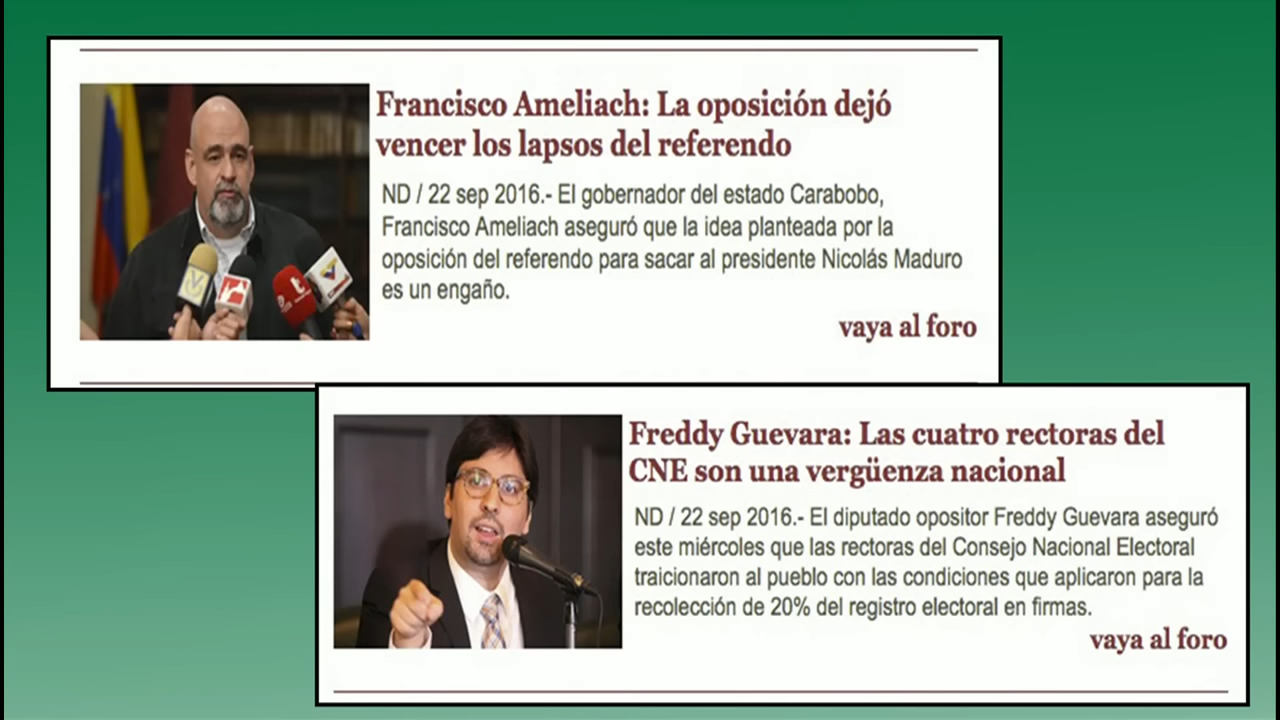 Francisco Ameliach: La oposición dejó
vencer los lapsos del referendo
ND / 22 sep 2016.- El gobernador del estado Carabobo,
Francisco Ameliach aseguró que la idea planteada por la
oposición del referendo para sacar al presidente Nicolás Maduro
es un engaño.
vaya al foro
Freddy Guevara: Las cuatro rectoras del
CNE son una vergüenza nacional
ND / 22 sep 2016.- El diputado opositor Freddy Guevara aseguró
este miércoles que las rectoras del Consejo Nacional Electoral
traicionaron al pueblo con las condiciones que aplicaron para la
recolección de 20% del registro electoral en firmas.
vaya al foro